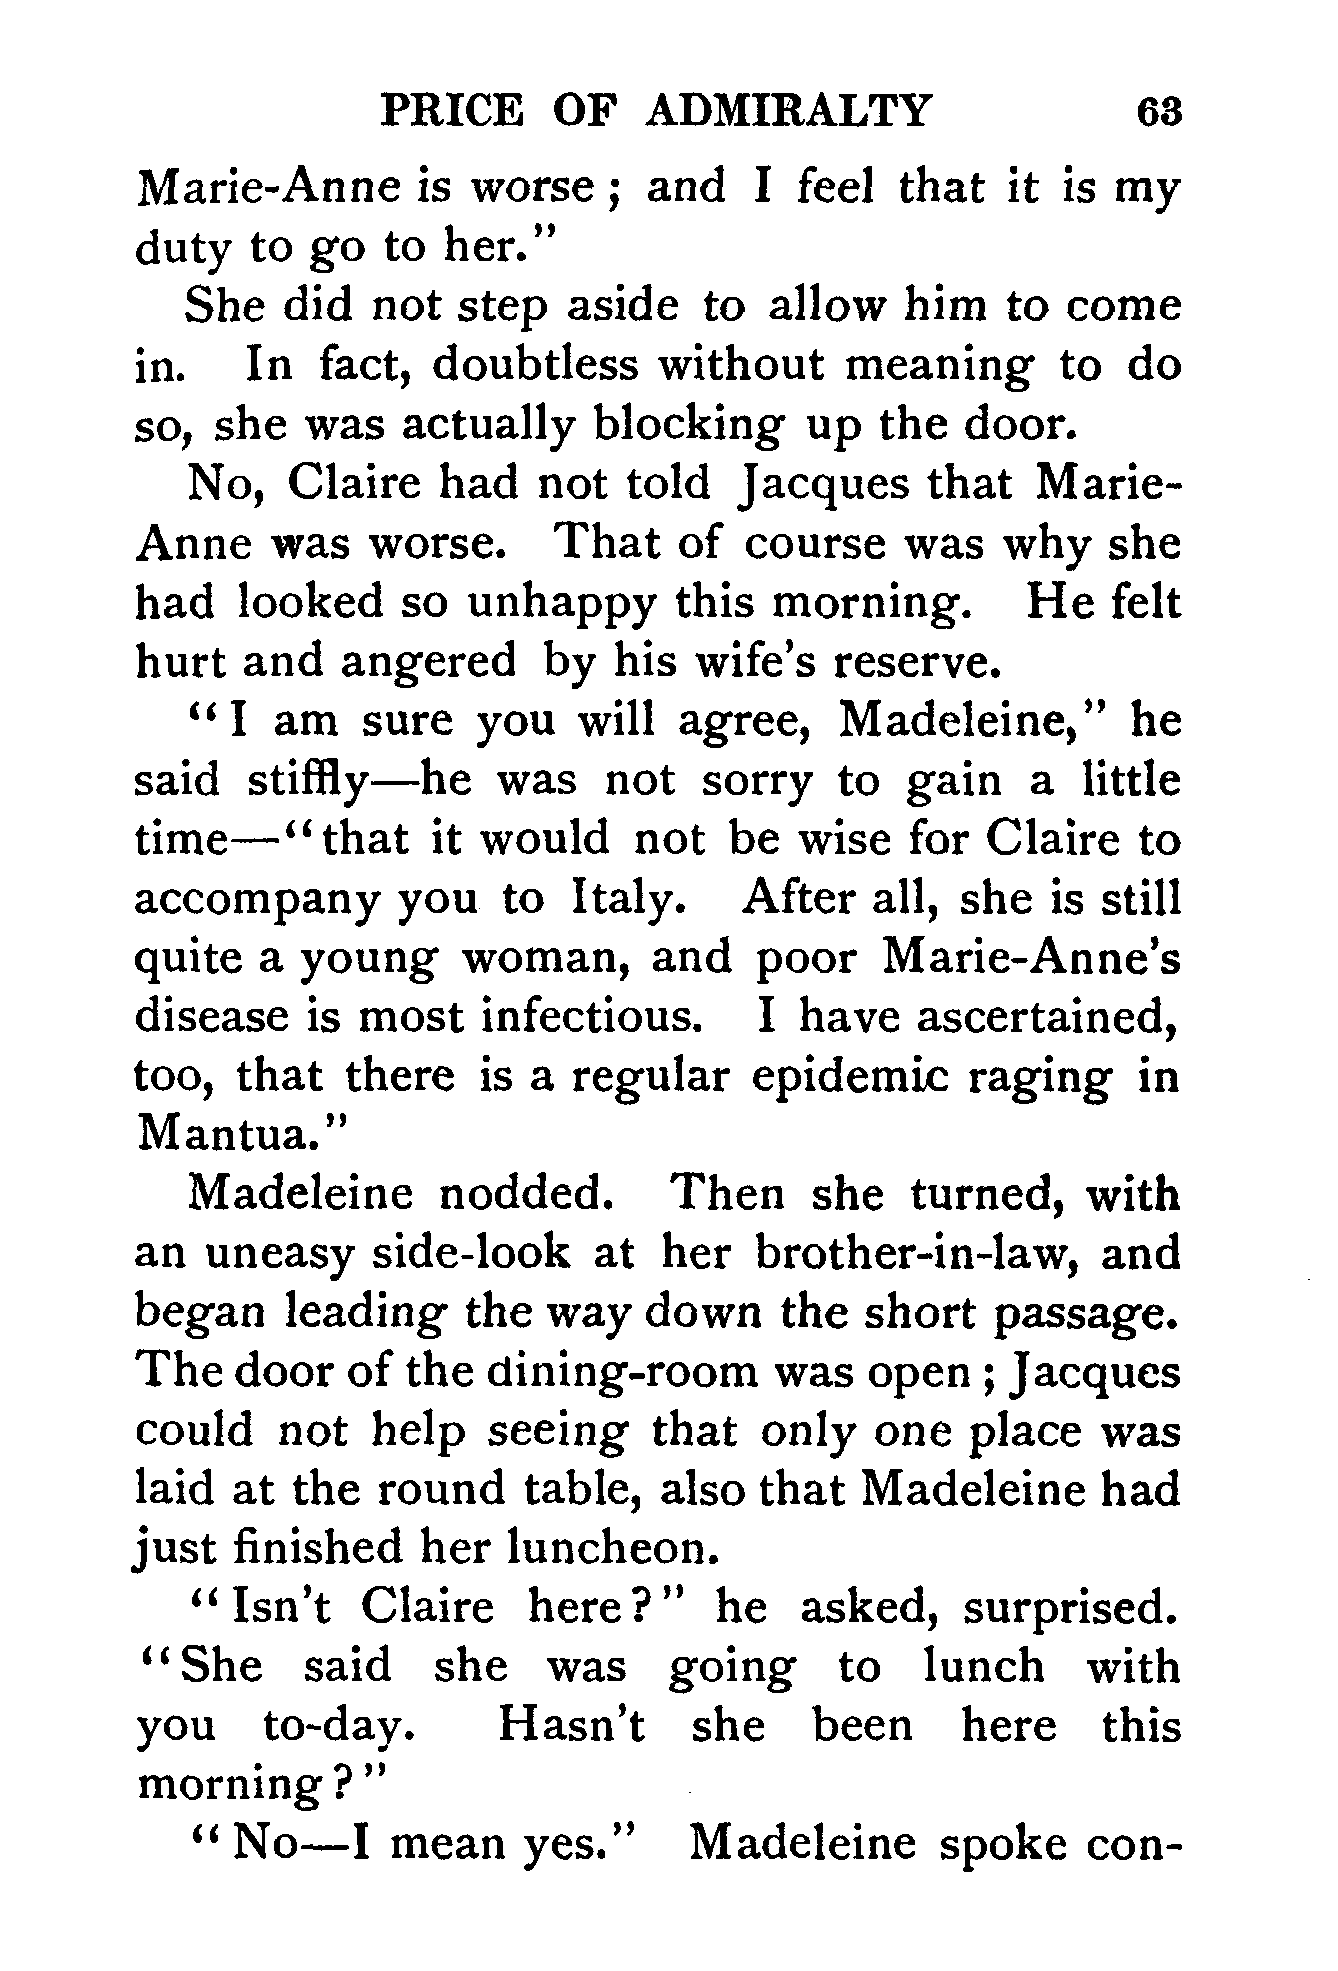 PRICE OF ADMIRALTY 63
Marie-Anne is worse ; and I feel that it is my
duty to go to her."
She did not step aside to allow him to come
in. In fact, doubtless without meaning to do
so, she was actually blocking up the door.
No, Claire had not told Jacques that Marie-
Anne was worse. That of course was why she
had looked so unhappy this morning. He felt
hurt and angered by his wife's reserve.
"I am sure you will agree, Madeleine," he
said stiffly—he was not sorry to gain a little
time—"that it would not be wise for Claire to
accompany you to Italy. After all, she is still
quite a young woman, and poor Marie-Anne's
disease is most infectious. I have ascertained,
too, that there is a regular epidemic raging in
Mantua."
Madeleine nodded. Then she turned, with
an uneasy side-look at her brother-in-law, and
began leading the way down the short passage.
The door of the dining-room was open ; Jacques
could not help seeing that only one place was
laid at the round table, also that Madeleine had
just finished her luncheon.
"Isn't Claire here?" he asked, surprised.
"She said she was going to lunch with
you to-day. Hasn't she been here this
morning?"
"No—I mean yes." Madeleine spoke con-